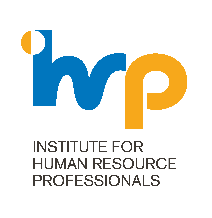 ihrp
INSTITUTE FOR
HUMAN RESOURCE
PROFESSIONALS